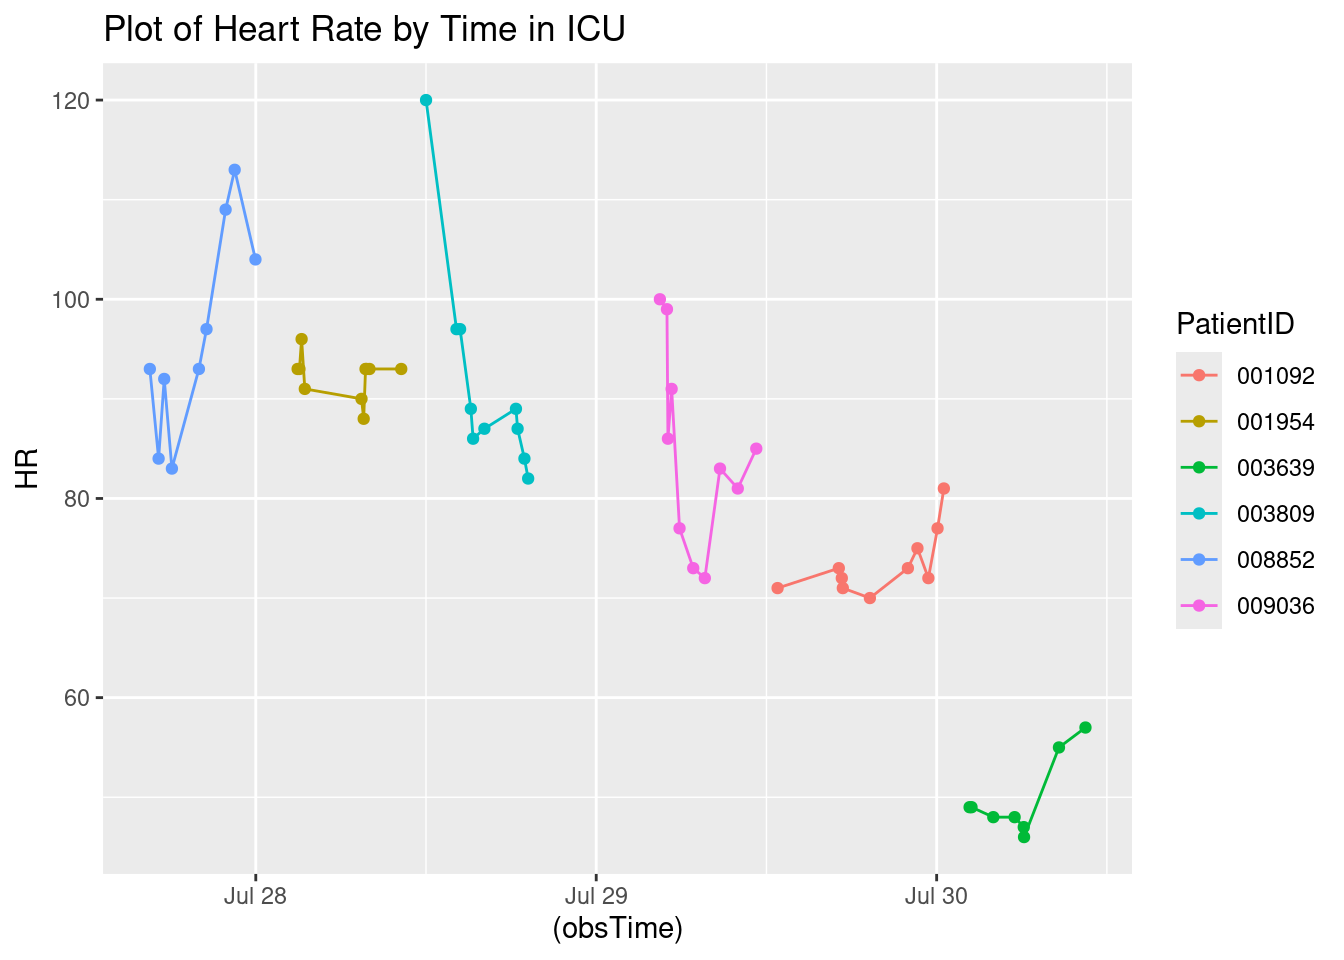 Plot of Heart Rate by Time in ICU
120
100
80
60
HR
Jul 28
Jul 29
Jul 30
(obsTime)
PatientID
001092
001954
003639
003809
008852
009036